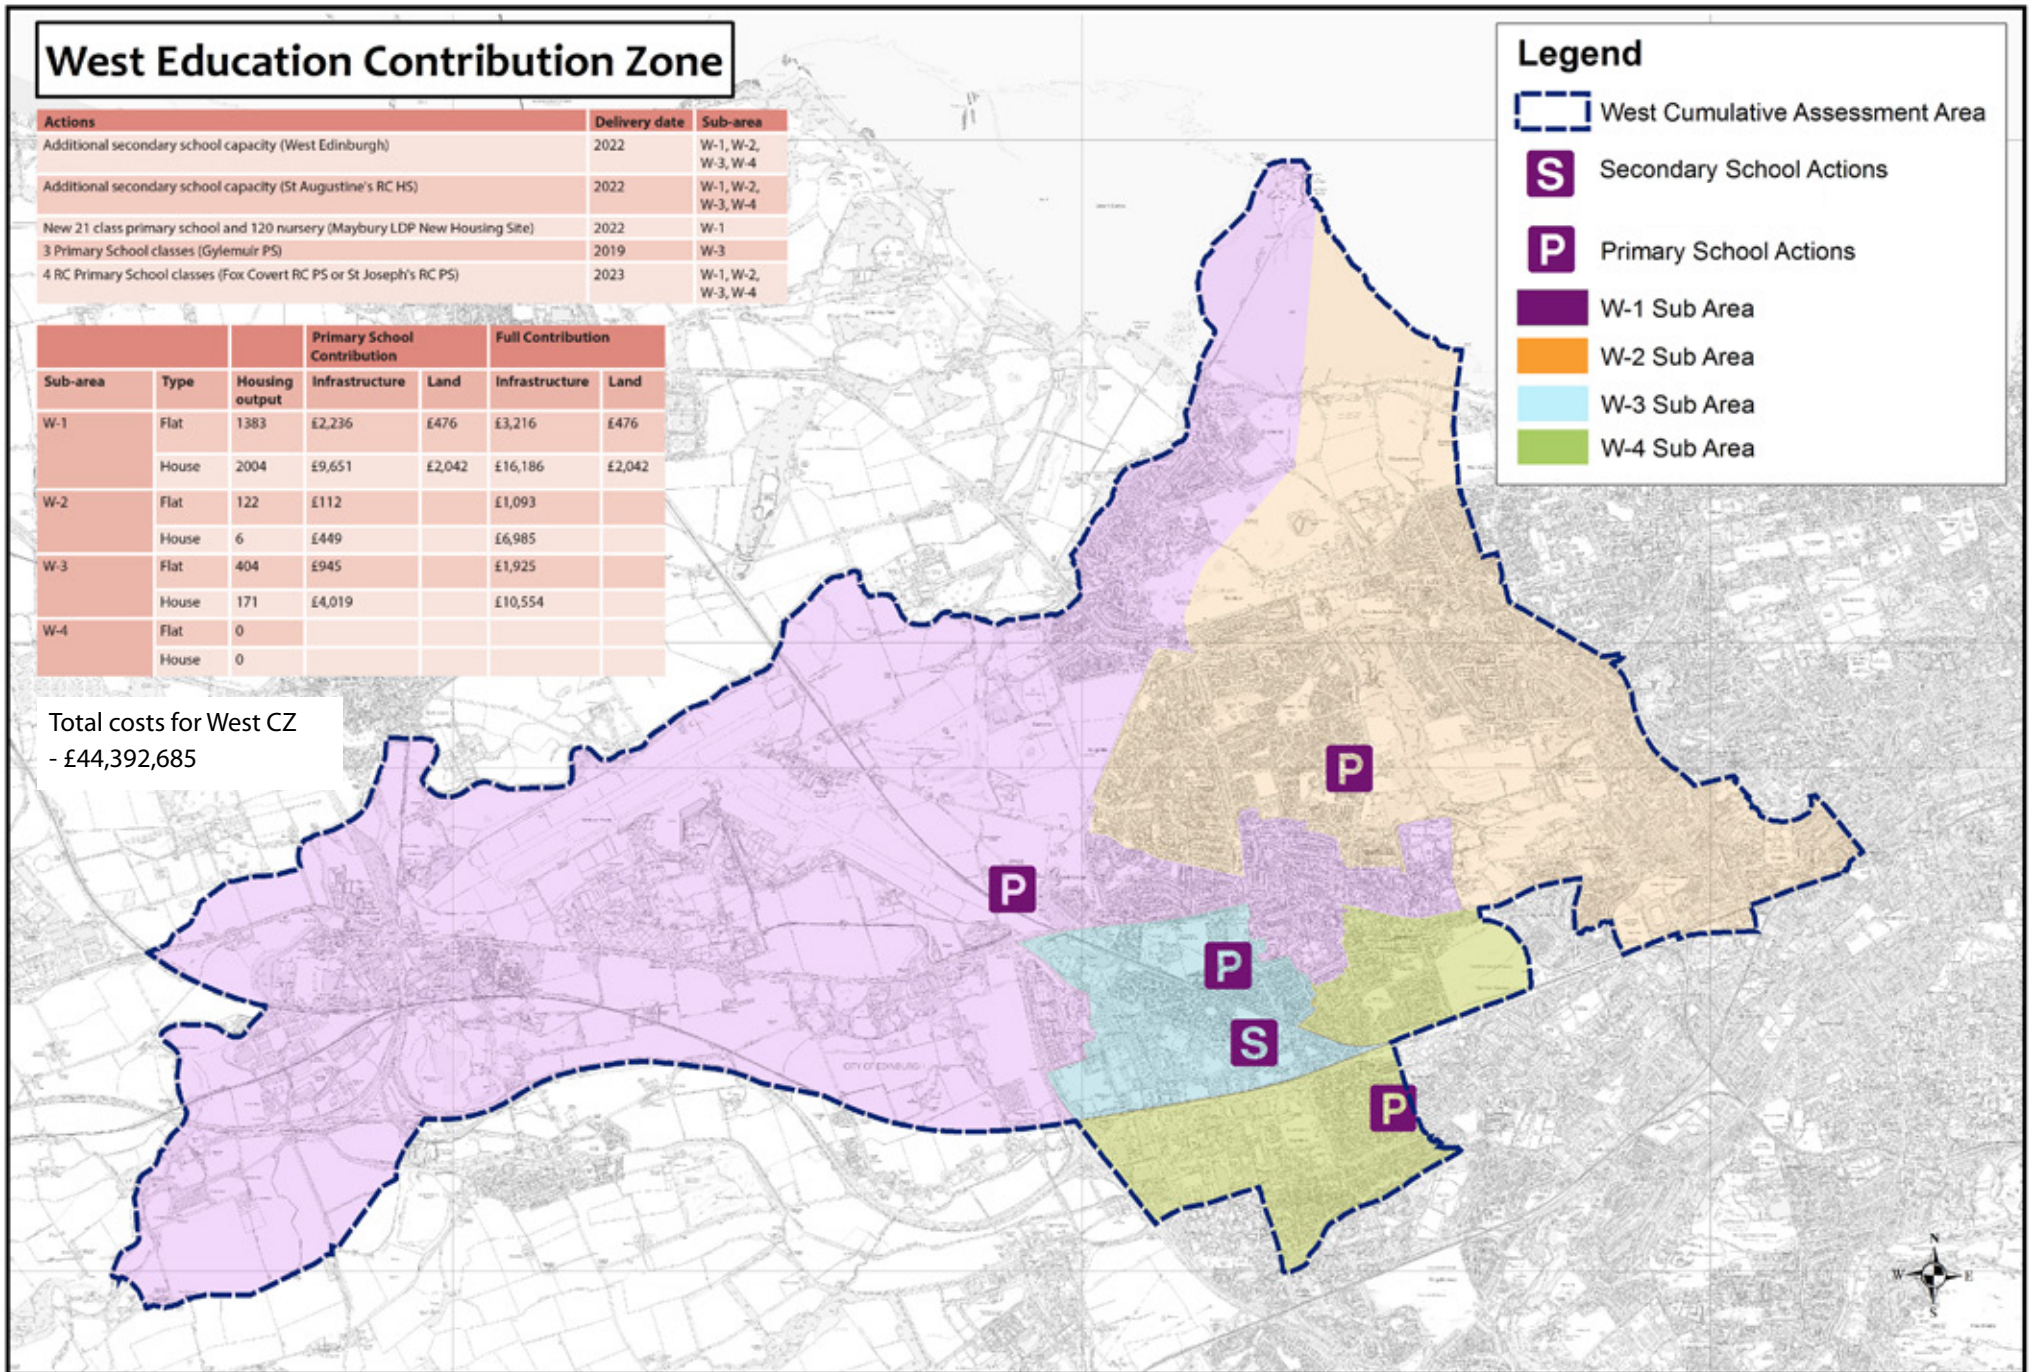 West Education Contribution Zone
Actions Delivery date Sub-area
Additional secondary school capacity (West Edinburgh) 2022 W-1, W-2,
W-3, W-4
Additional secondary school capacity (St Augustine's RC HS) 2022 W-1, W-2,
W-3, W-4
New 21 class primary school and 120 nursery (Maybury LDP New Housing Site) 2022 W-1
3 Primary School classes (Gylemuir PS) 2019 W-3
4 RC Primary School classes (Fox Covert RC PS or St Joseph's RC PS) 2023 W-1, W-2,
W-3, W-4
Primary School Full Contribution
Contribution
Sub-area Type Housing Infrastructure Land Infrastructure Land
output
W-1 Flat 1383 £2,236 £476 £3,216 £476
House 2004 £9,651 £2,042 £16,186 £2,042
W-2 Flat 122 £112 £1,093
House 6 £449 £6,985
W-3 Flat 404 £945 £1,925
House 171 £4,019 £10,554
W-4 Flat 0
House 0
Total costs for West CZ
- £44,392,685
Legend
West Cumulative Assessment Area
S Secondary School Actions
P Primary School Actions
W-1 Sub Area
W-2 Sub Area
W-3 Sub Area
W-4 Sub Area
P
P
P
S
P
CITY OF EDINBURGH
N
W E
S